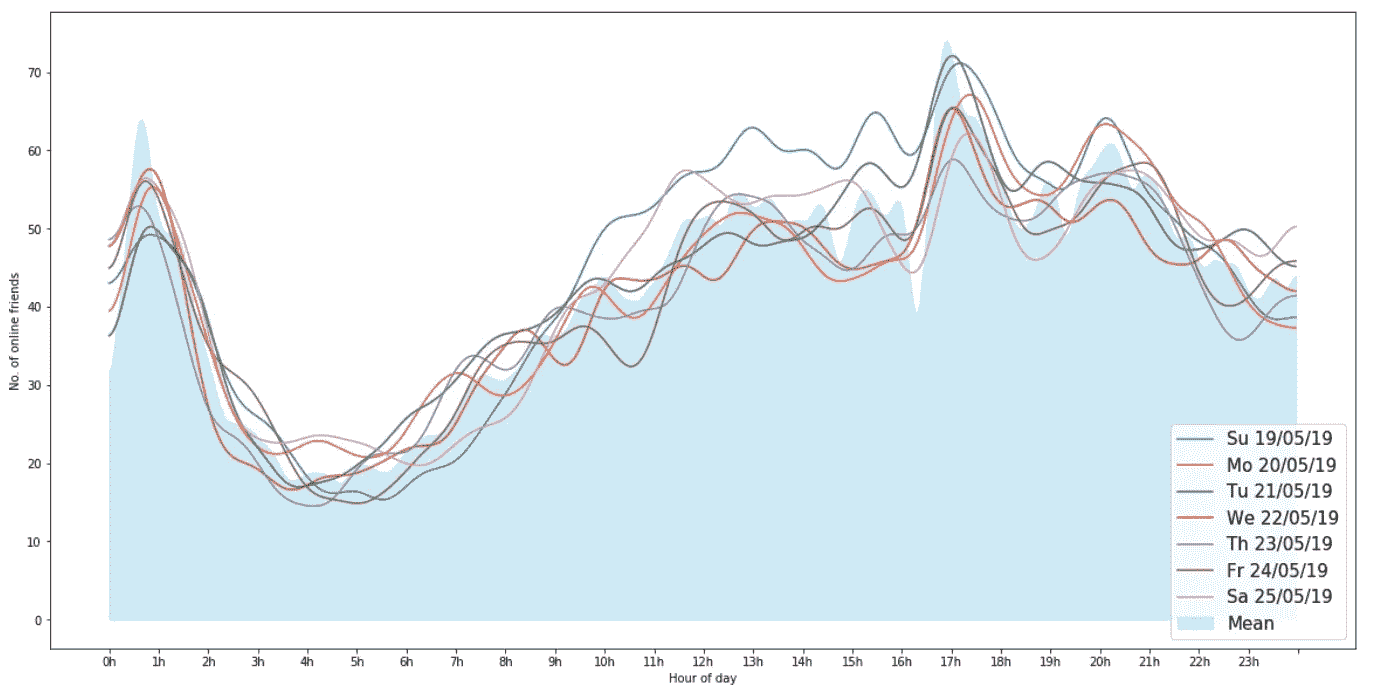 No. of online friends
70
60
50
40
30
20
10
0
0h 1h 2h 3h 4h 5h 6h 7h 8h 9h 10h 11h 12h 13h 14h 15h 16h 17h 18h 19h 20h 21h 22h 23h
Hour of day
Su 19/05/19
Mo 20/05/19
Tu 21/05/19
We 22/05/19
Th 23/05/19
Fr 24/05/19
Sa 25/05/19
Mean